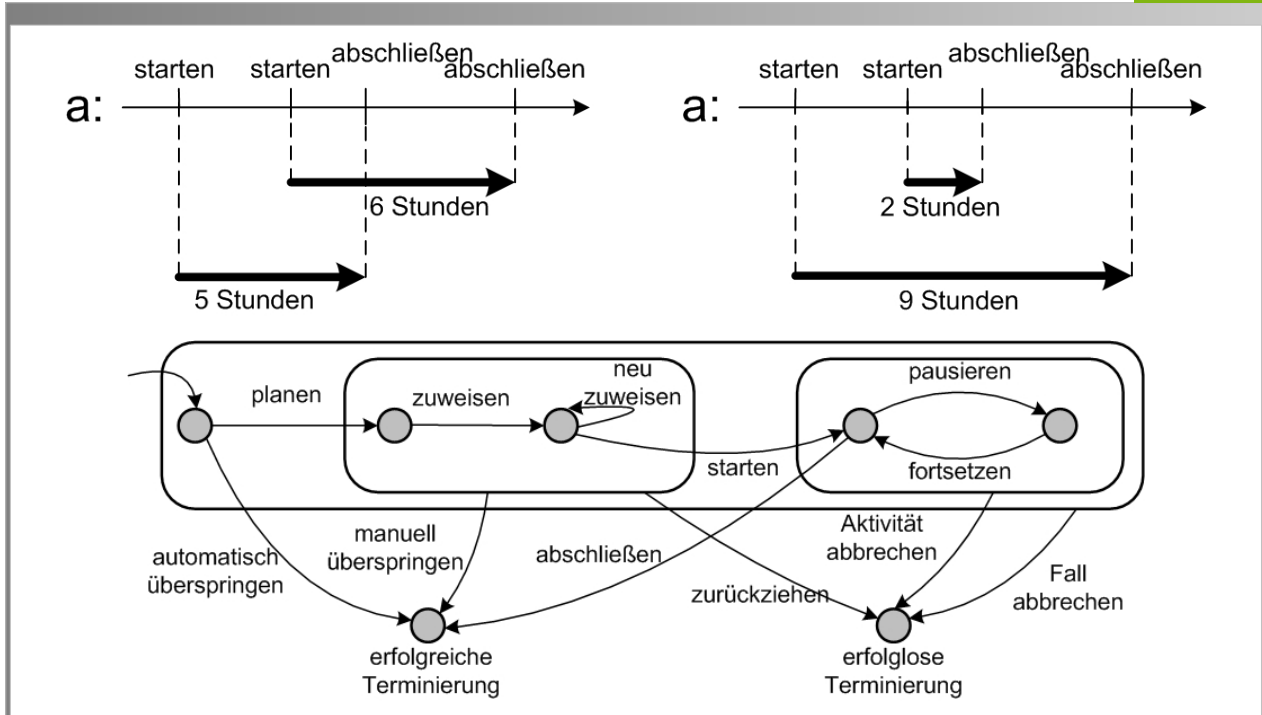 abschließen
starten
starten
abschließen
a:
6 Stunden
5 Stunden
abschließen
starten
starten
abschließen
a:
2 Stunden
9 Stunden
planen
zuweisen
neu
zuweisen
starten
pausieren
fortsetzen
automatisch
überspringen
manuell
überspringen
abschließen
zurückziehen
Aktivität
abbrechen
Fall
abbrechen
erfolgreiche
Terminierung
erfolglose
Terminierung